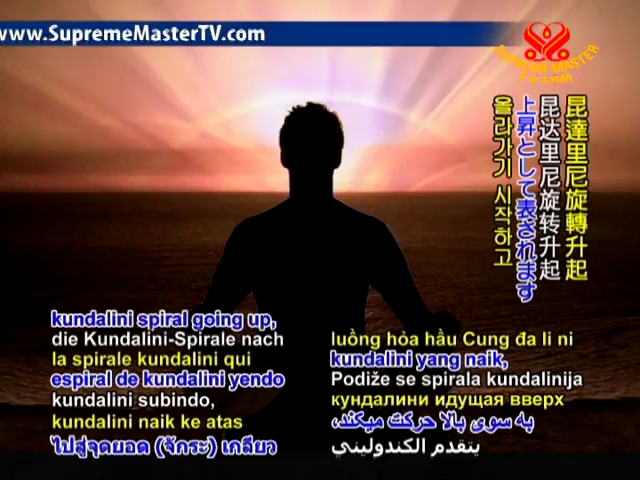 www.SupremeMasterTV.com
SUPREME MASTER
昆達里尼旋轉升起
昆达里尼旋转升起
上昇として表されます
올라가기 시작하고
kundalini spiral going up,
die Kundalini-Spirale nach
la spirale kundalini qui
espiral de kundalini yendo
kundalini subindo,
kundalini naik ke atas
ไปสู่จุดยอด (จักระ) เกลียว
luồng hỏa hầu Cung đa li ni
kundalini yang naik,
Podiže se spirala kundalinija
кундалини идущая вверх
به سوی بالا حرکت میکند،
يتقدم الكندوليني